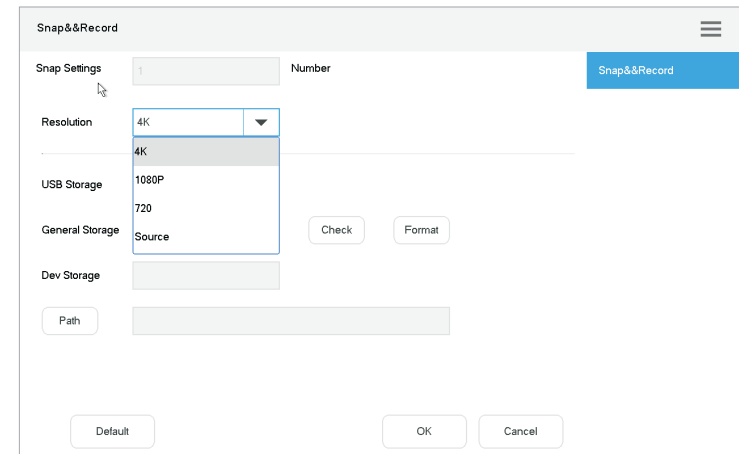 Snap&&Record
Snap Settings 1 Number Snap&&Record
Resolution 4K
4K
1080P
720
Source
USB Storage
General Storage Check Format
Dev Storage
Path
Default OK Cancel